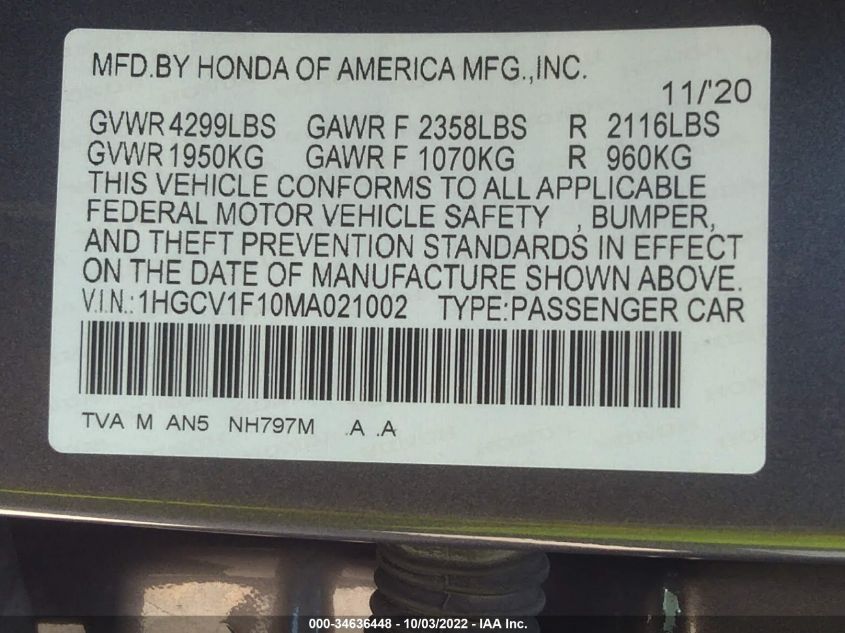 MFD.BY HONDA OF AMERICA MFG.,INC.
11/'20
GVWR 4299LBS GAWR F 2358LBS R 2116LBS
GVWR 1950KG GAWR F 1070KG R 960KG
THIS VEHICLE CONFORMS TO ALL APPLICABLE
FEDERAL MOTOR VEHICLE SAFETY , BUMPER,
AND THEFT PREVENTION STANDARDS IN EFFECT
ON THE DATE OF MANUFACTURE SHOWN ABOVE.
V.I.N.:1HGCV1F10MA021002 TYPE:PASSENGER CAR
TVA M AN5 NH797M .A .A
000-34636448 - 10/03/2022 - IAA Inc.